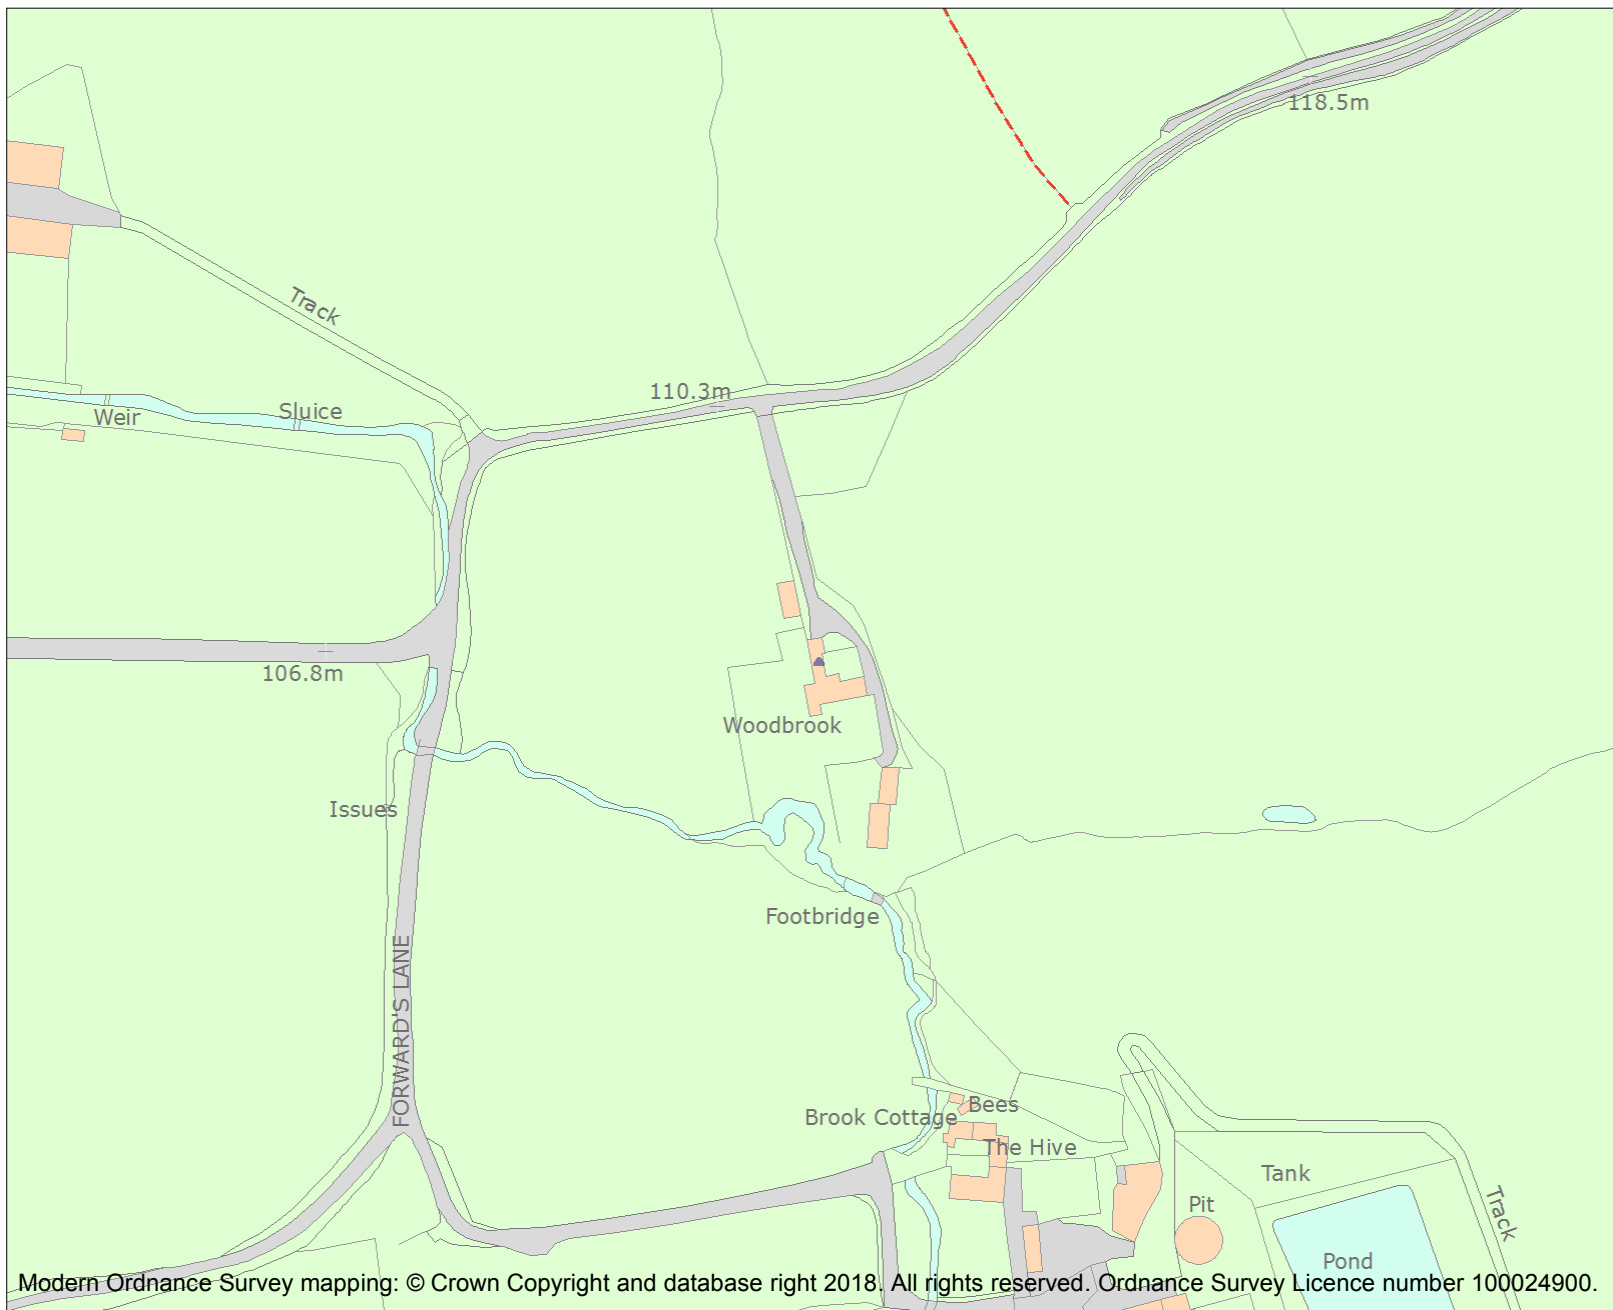 118.5m
Track
110.3m
Weir
Sluice
106.8m
Woodbrook
Issues
Footbridge
FORWARD'S LANE
Bees
Brook Cottage
The Hive
Tank
Pit
Track
Pond
Modern Ordnance Survey mapping: © Crown Copyright and database right 2018. All rights reserved. Ordnance Survey Licence number 100024900.